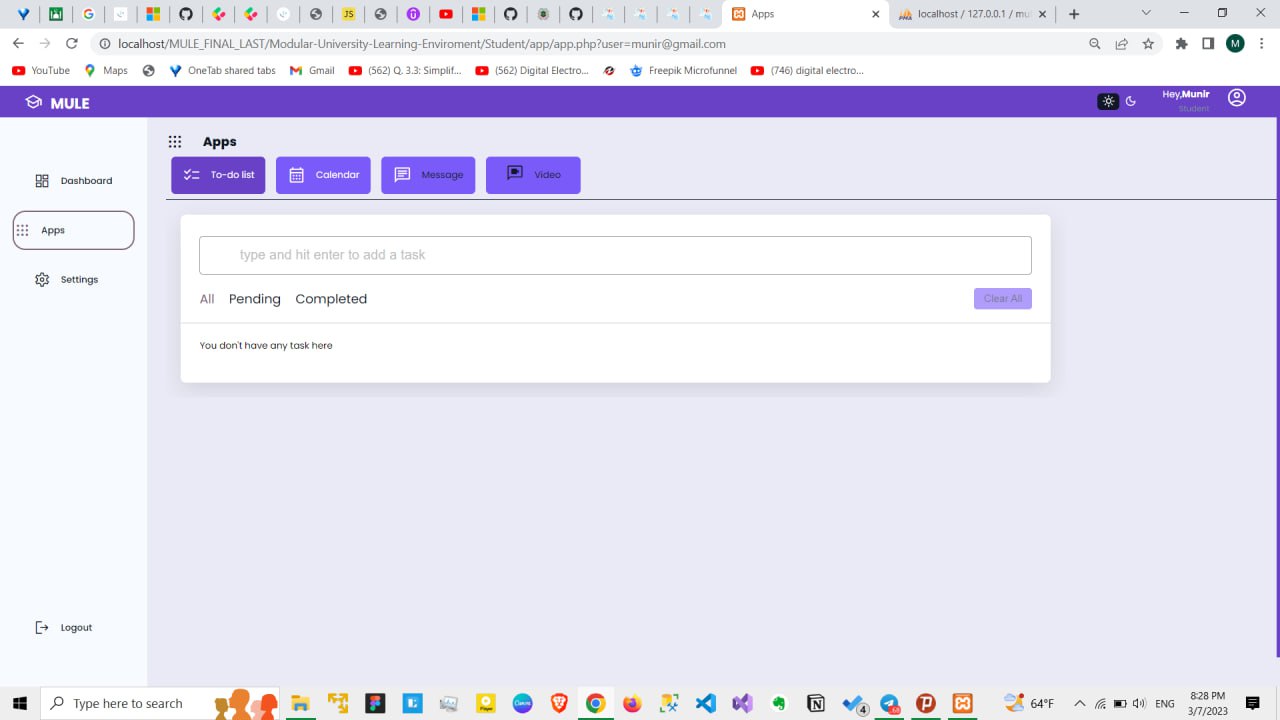 Apps
localhost / 127.0.0.1 / mu
localhost/MULE_FINAL_LAST/Modular-University-Learning-Enviroment/Student/app/app.php?user=munir@gmail.com
M
YouTube
Maps
OneTab shared tabs
Gmail
(562) Q. 3.3: Simplif...
(562) Digital Electro...
Freepik Microfunnel
(746) digital electro...
MULE
Hey,Munir
Student
Apps
To-do list
Calendar
Message
Video
Dashboard
Apps
Settings
type and hit enter to add a task
All
Pending
Completed
Clear All
You don't have any task here
Logout
Type here to search
64°F
ENG
8:28 PM
3/7/2023